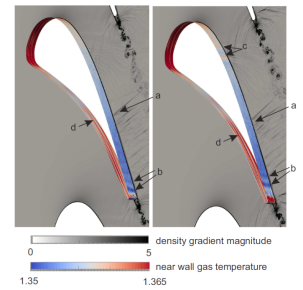 c
a
a
d
d
b
b
0 5 density gradient magnitude
near wall gas temperature
1.35 1.365